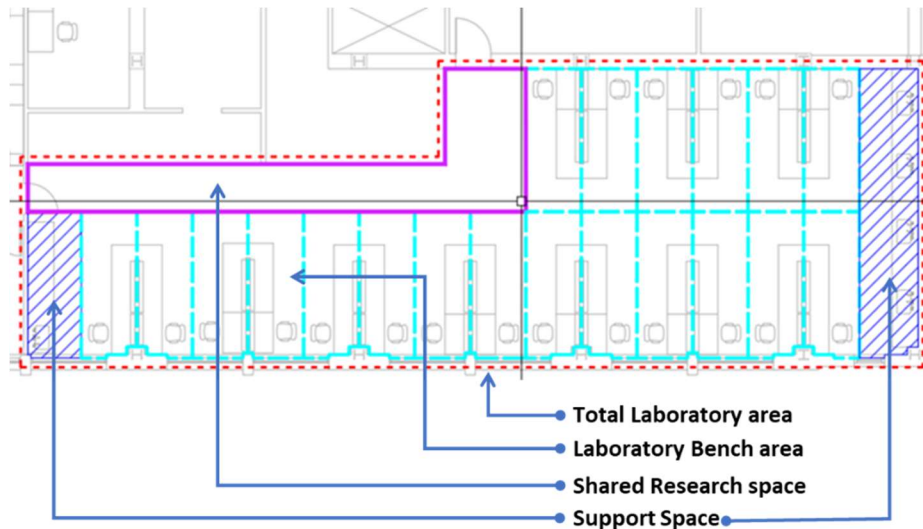 Total Laboratory area
Laboratory Bench area
Shared Research space
Support Space